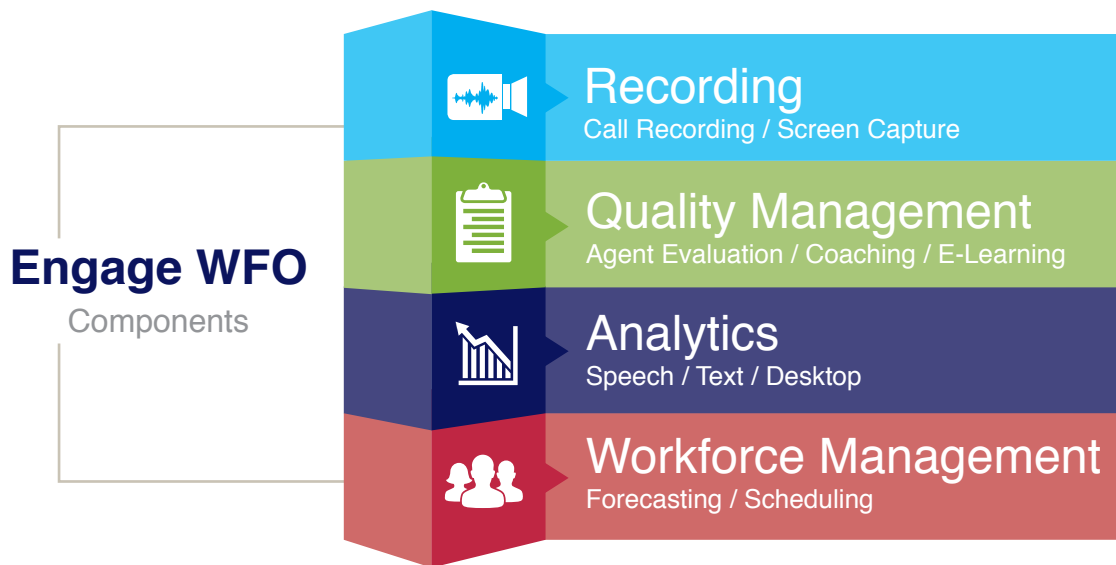 Engage WFO
Components
Recording
Call Recording / Screen Capture
Quality Management
Agent Evaluation / Coaching / E-Learning
Analytics
Speech / Text / Desktop
Workforce Management
Forecasting / Scheduling